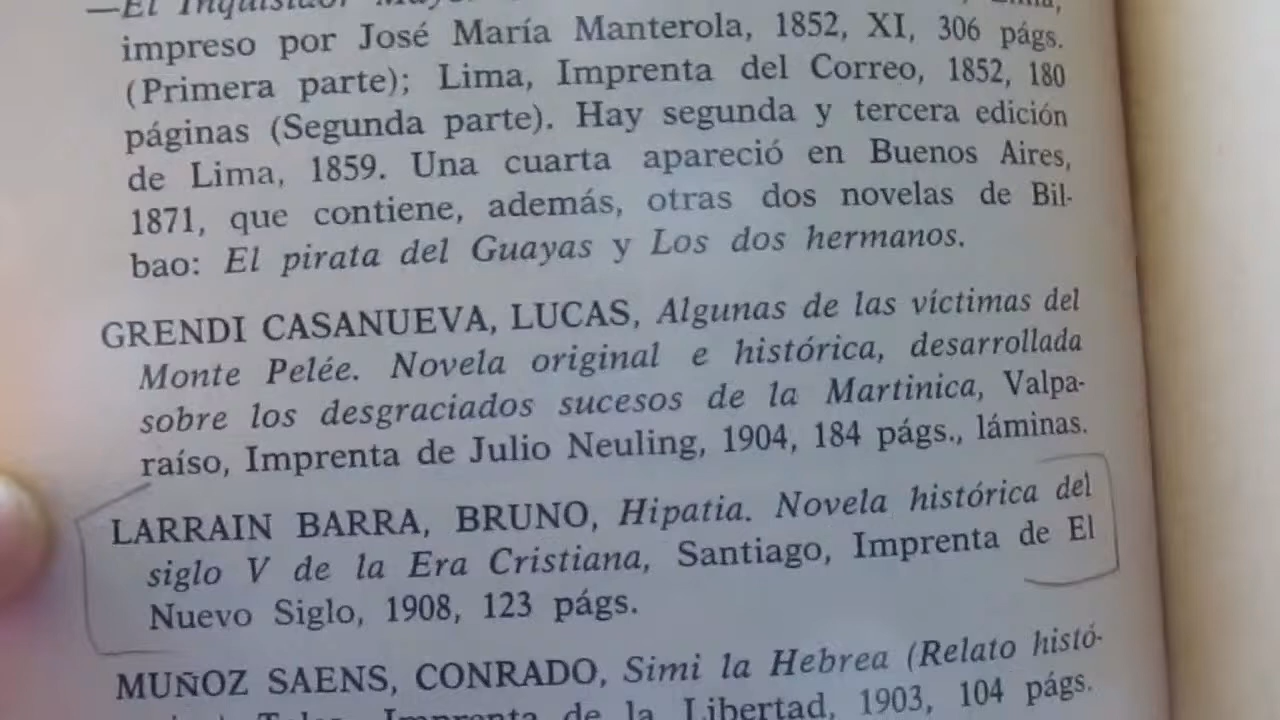 —El Inquisidor
impreso por José María Manterola, 1852, XI, 306 págs.
(Primera parte); Lima, Imprenta del Correo, 1852, 180
páginas (Segunda parte). Hay segunda y tercera edición
de Lima, 1859. Una cuarta apareció en Buenos Aires,
1871, que contiene, además, otras dos novelas de Bil-
bao: El pirata del Guayas y Los dos hermanos.
GRENDI CASANUEVA, LUCAS, Algunas de las víctimas del
Monte Pelée. Novela original e histórica, desarrollada
sobre los desgraciados sucesos de la Martinica, Valpa-
raíso, Imprenta de Julio Neuling, 1904, 184 págs., láminas.
LARRAIN BARRA, BRUNO, Hipatia. Novela histórica del
siglo V de la Era Cristiana, Santiago, Imprenta de El
Nuevo Siglo, 1908, 123 págs.
MUÑOZ SAENS, CONRADO, Simi la Hebrea (Relato histó-
Imprenta de la Libertad, 1903, 104 págs.